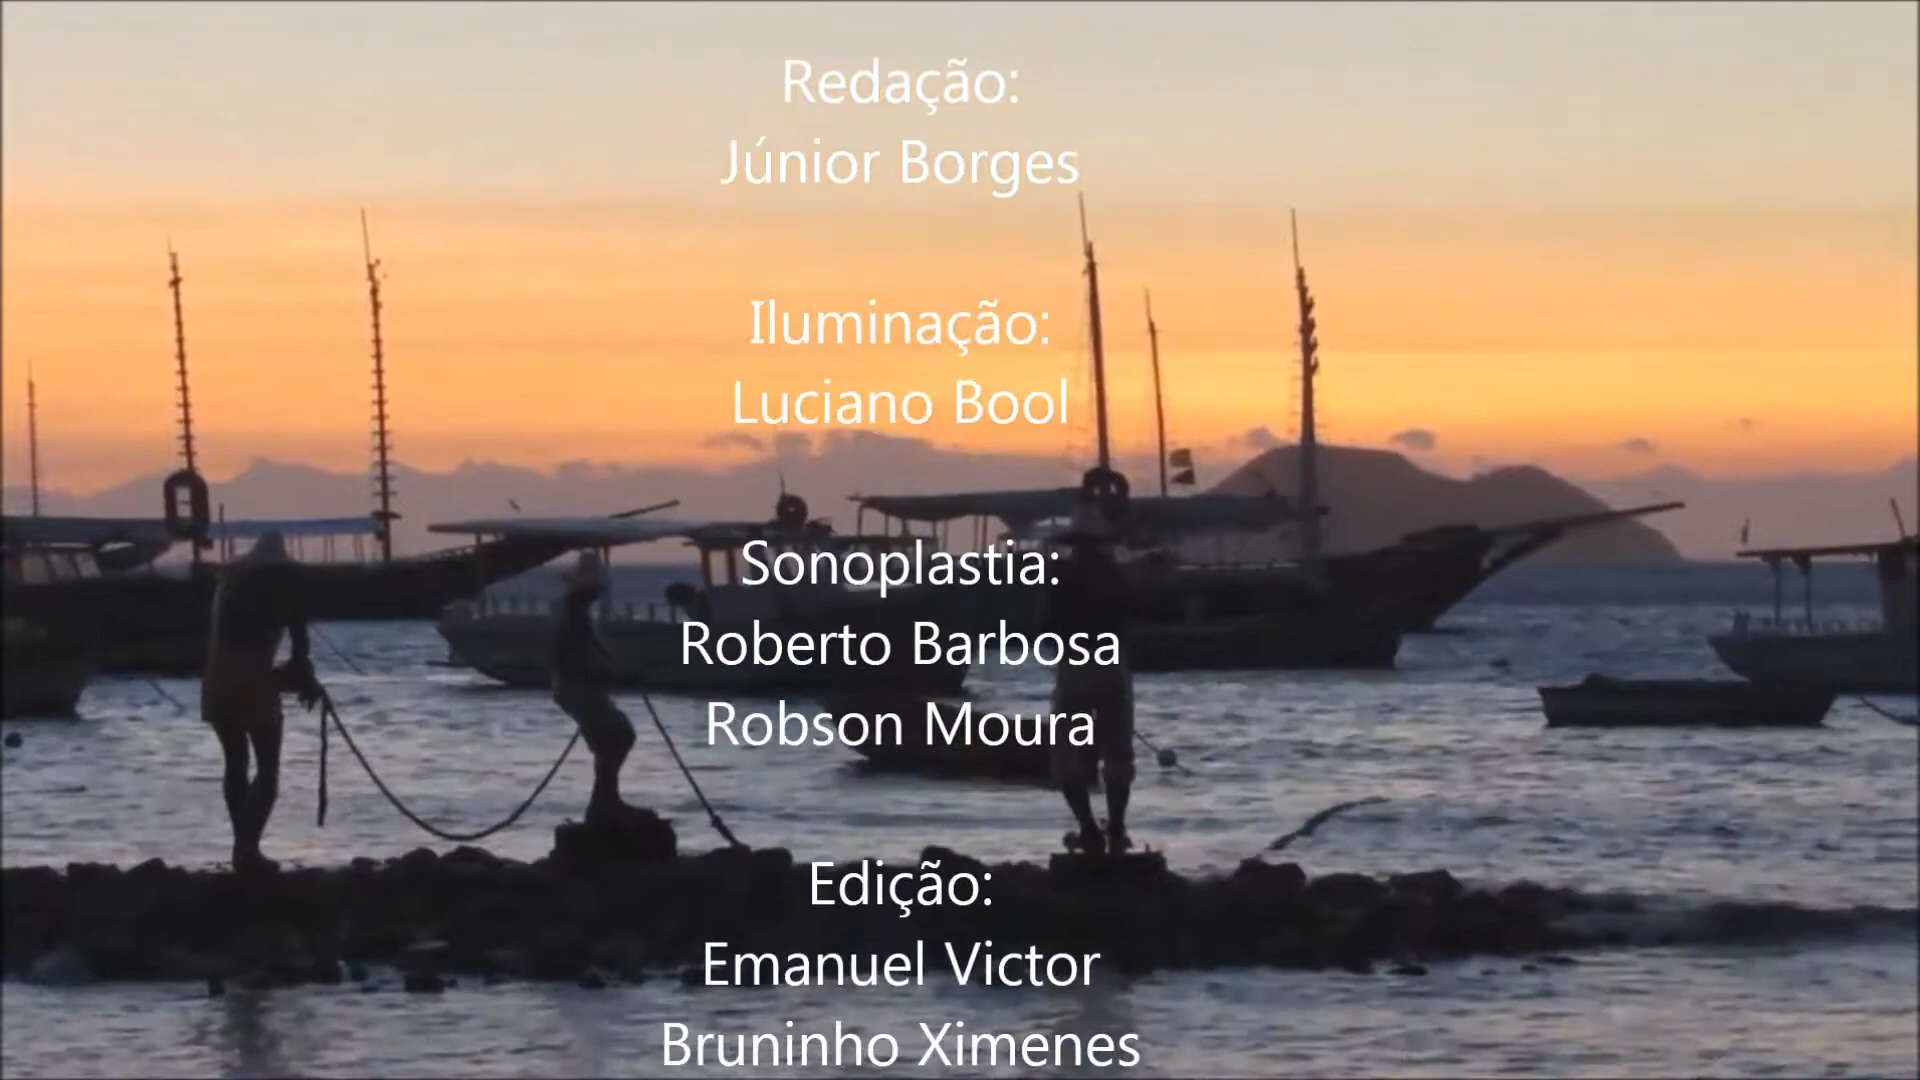 Redação:
Júnior Borges
Iluminação:
Luciano Bool
Sonoplastia:
Roberto Barbosa
Robson Moura
Edição:
Emanuel Victor
Bruninho Ximenes